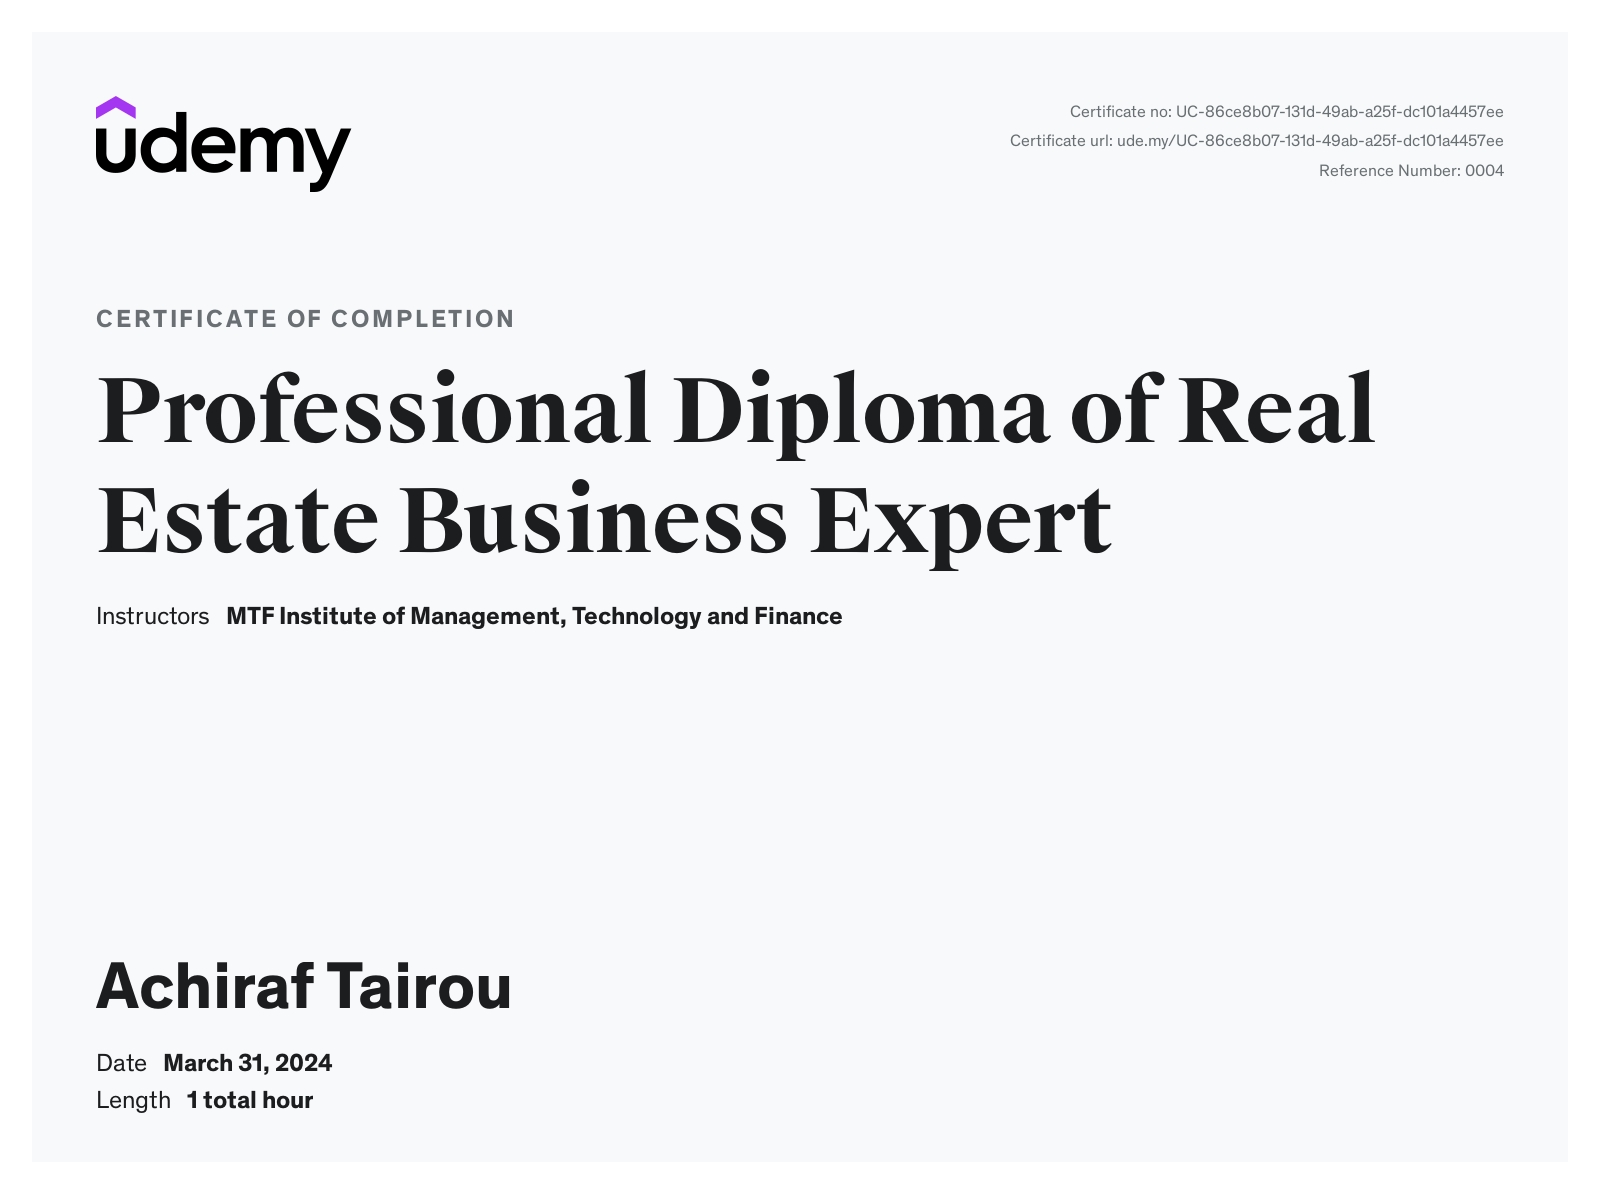 udemy
Certificate no: UC-86ce8b07-131d-49ab-a25f-dc101a4457ee
Certificate url: ude.my/UC-86ce8b07-131d-49ab-a25f-dc101a4457ee
Reference Number: 0004
CERTIFICATE OF COMPLETION
Professional Diploma of Real
Estate Business Expert
Instructors MTF Institute of Management, Technology and Finance
Achiraf Tairou
Date March 31, 2024
Length 1 total hour